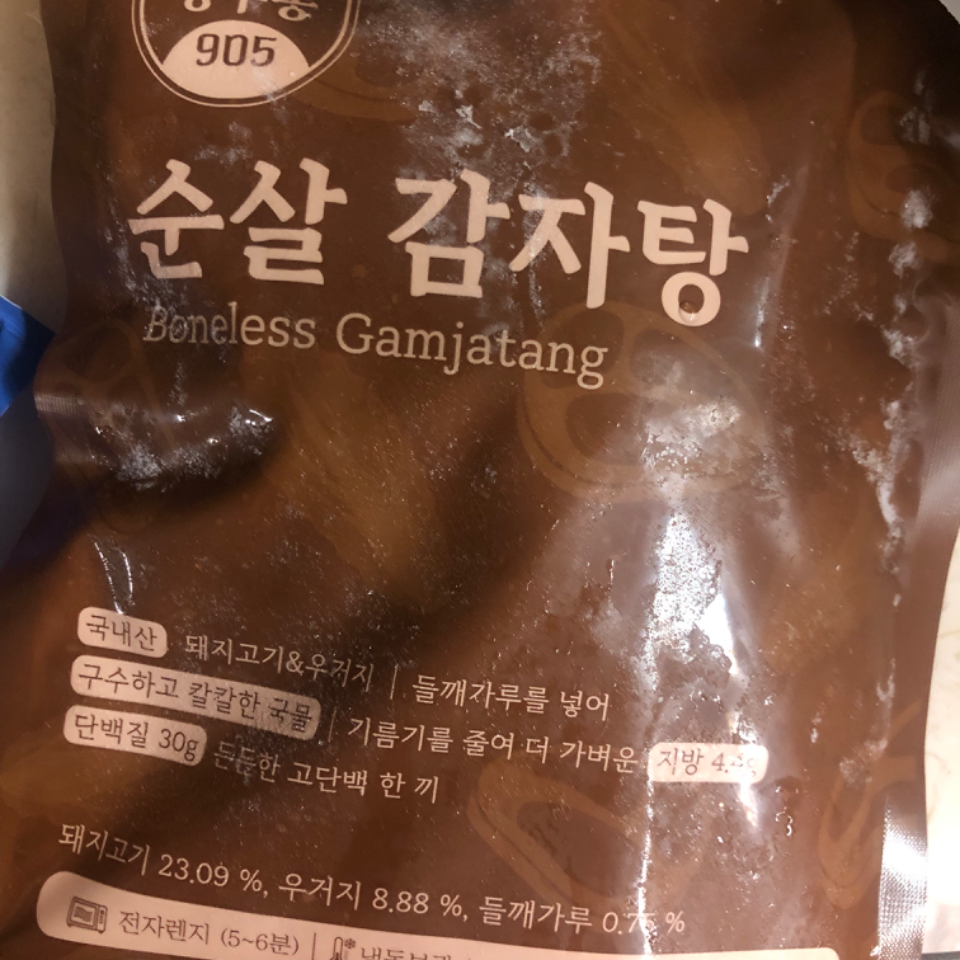 905
순살 감자탕
Boneless Gamjatang
국내산 돼지고기&우거지 | 들깨가루를 넣어
구수하고 칼칼한 국물 | 기름기를 줄여 더 가벼운 지방
단백질 30g 든든한 고단백 한 끼
돼지고기 23.09 %, 우거지 8.88 %, 들깨가루
전자렌지 (5~6분) |